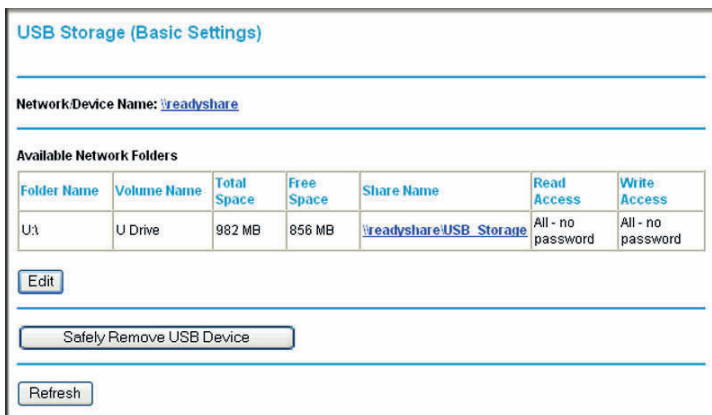 USB Storage (Basic Settings)
Network/Device Name: \\readyshare
Available Network Folders
Folder Name Volume Name Total Space Free Space Share Name Read Access Write Access
U:\ U Drive 982 MB 856 MB \\readyshare\USB_Storage All - no password All - no password
Edit
Safely Remove USB Device
Refresh